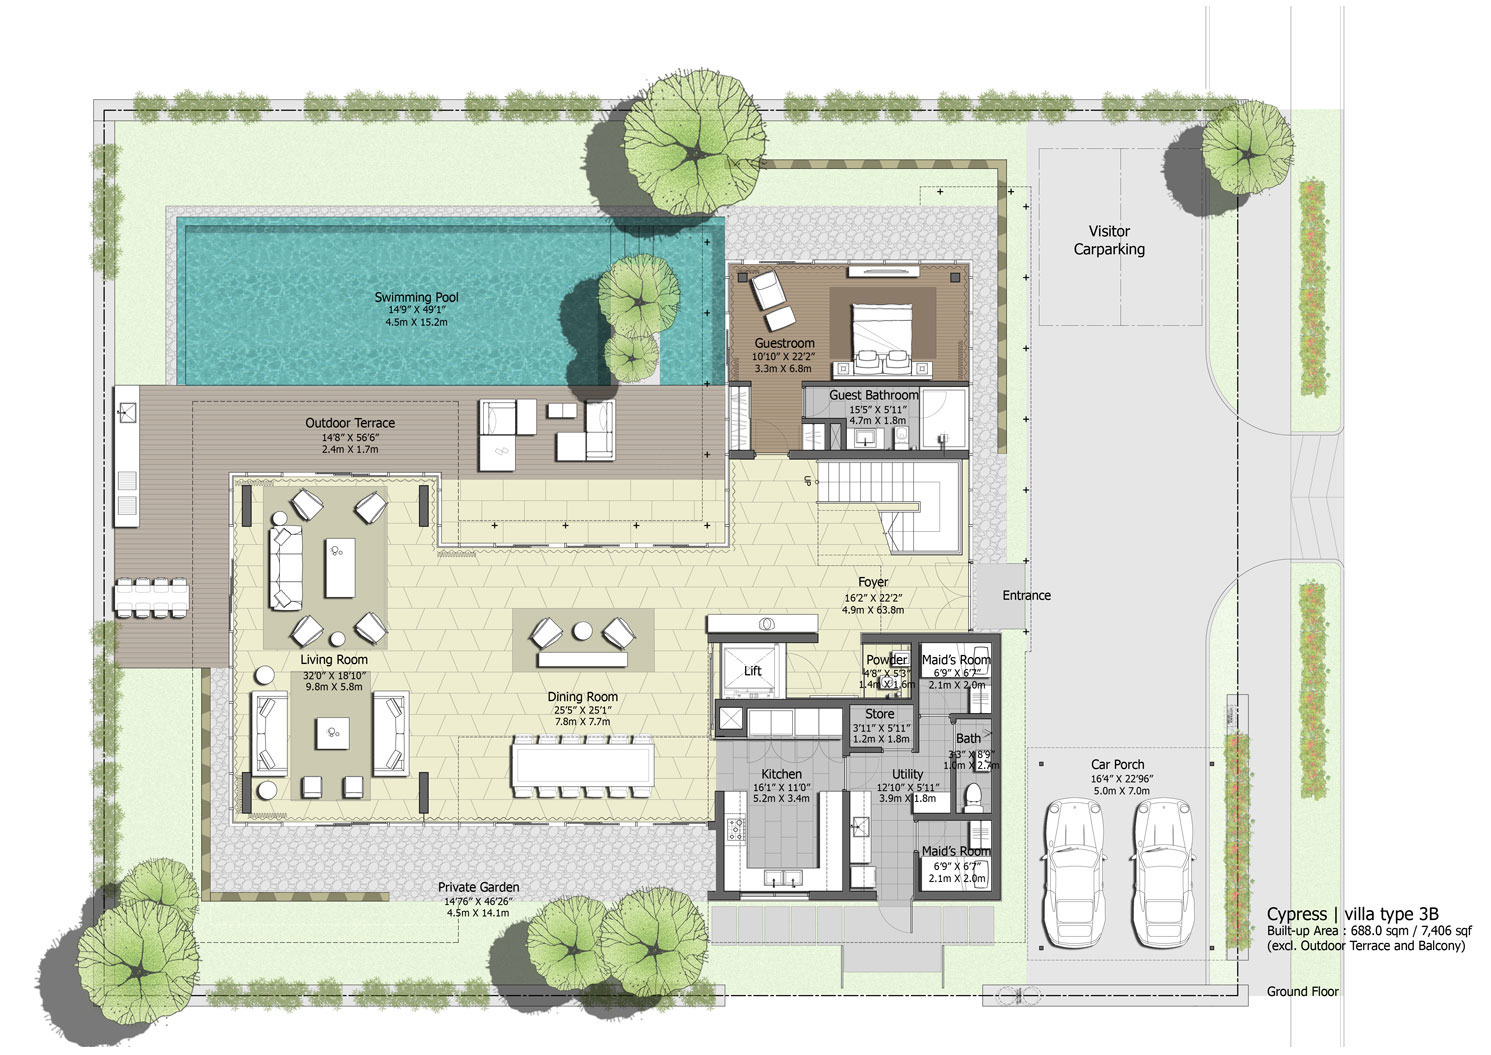 Visitor
Carparking
Swimming Pool
14'9" X 49'1"
4.5m X 15.2m
Guestroom
10'10" X 22'2"
3.3m X 6.8m
Guest Bathroom
15'5" X 5'11"
4.7m X 1.8m
Outdoor Terrace
14'8" X 56'6"
2.4m X 1.7m
UP
Foyer
16'2" X 22'2"
4.9m X 63.8m
Entrance
Living Room
32'0" X 18'10"
9.8m X 5.8m
Lift
Powder
4'8" X 5'3"
1.4m X 1.6m
Maid's Room
6'9" X 6'7"
2.1m X 2.0m
Dining Room
25'5" X 25'1"
7.8m X 7.7m
Store
3'11" X 5'11"
1.2m X 1.8m
Bath
3'3" X 8'9"
1.0m X 2.7m
Kitchen
16'1" X 11'0"
5.2m X 3.4m
Utility
12'10" X 5'11"
3.9m X 1.8m
Car Porch
16'4" X 22'96"
5.0m X 7.0m
Maid's Room
6'9" X 6'7"
2.1m X 2.0m
Private Garden
14'76" X 46'26"
4.5m X 14.1m
Cypress | villa type 3B
Built-up Area : 688.0 sqm / 7,406 sqf
(excl. Outdoor Terrace and Balcony)
Ground Floor